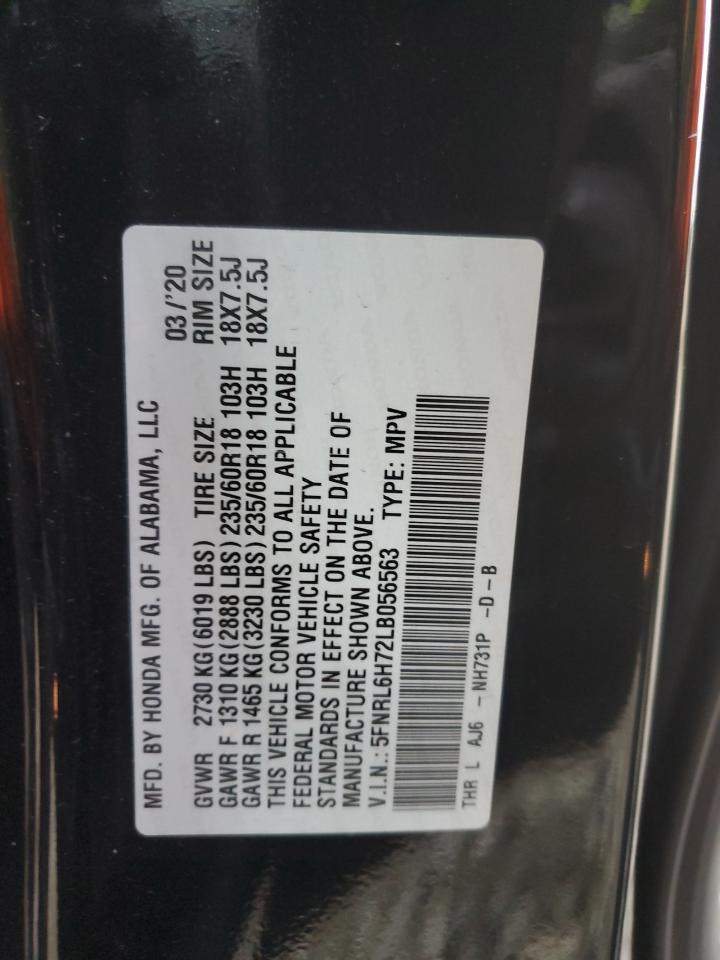 MFD. BY HONDA MFG. OF ALABAMA, LLC 03/'20
GVWR 2730 KG(6019 LBS) TIRE SIZE RIM SIZE
GAWR F 1310 KG(2888 LBS)235/60R18 103H 18X7.5J
GAWR R 1465 KG(3230 LBS)235/60R18 103H 18X7.5J
THIS VEHICLE CONFORMS TO ALL APPLICABLE
FEDERAL MOTOR VEHICLE SAFETY
STANDARDS IN EFFECT ON THE DATE OF
MANUFACTURE SHOWN ABOVE.
V.I.N.: 5FNRL6H72LB056563 TYPE: MPV
THR L AJ6 - NH731P -D-B